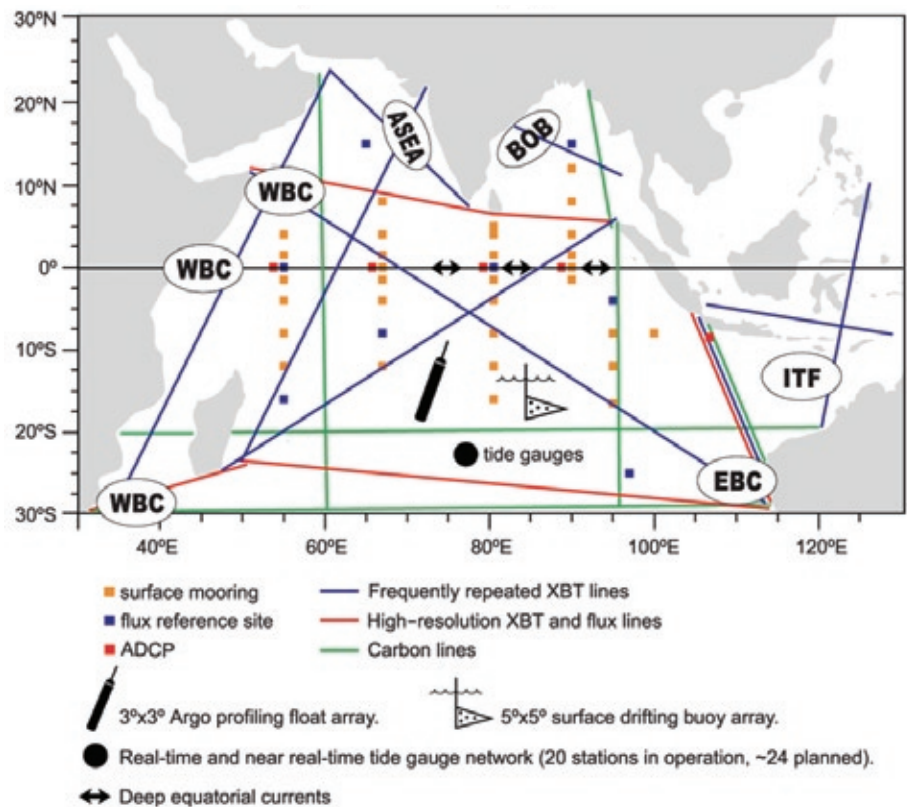 30ºN
20ºN
10ºN
0º
10ºS
20ºS
30ºS
ASEA
BOB
WBC
WBC
ITF
tide gauges
EBC
WBC
40ºE
60ºE
80ºE
100ºE
120ºE
surface mooring
Frequently repeated XBT lines
flux reference site
High-resolution XBT and flux lines
ADCP
Carbon lines
3ºx3º Argo profiling float array.
5ºx5º surface drifting buoy array.
Real-time and near real-time tide gauge network (20 stations in operation, ~24 planned).
Deep equatorial currents